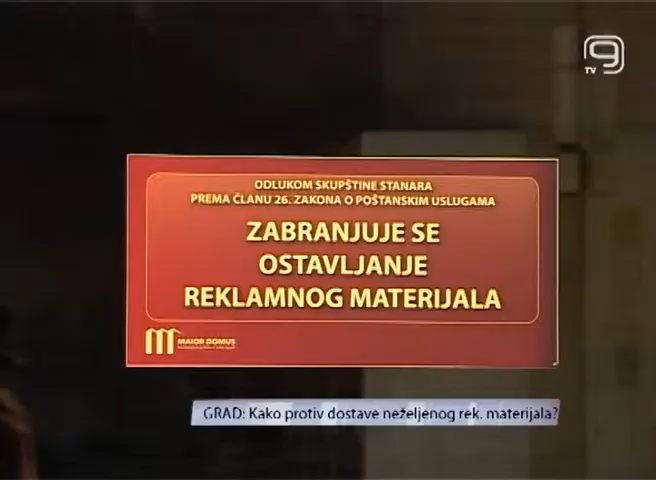 9
TV
ODLUKOM SKUPŠTINE STANARA
PREMA ČLANU 26. ZAKONA O POŠTANSKIM USLUGAMA
ZABRANJUJE SE
OSTAVLJANJE
REKLAMNOG MATERIJALA
MAIOR DOMUS
GRAD: Kako protiv dostave neželjenog rek. materijala?